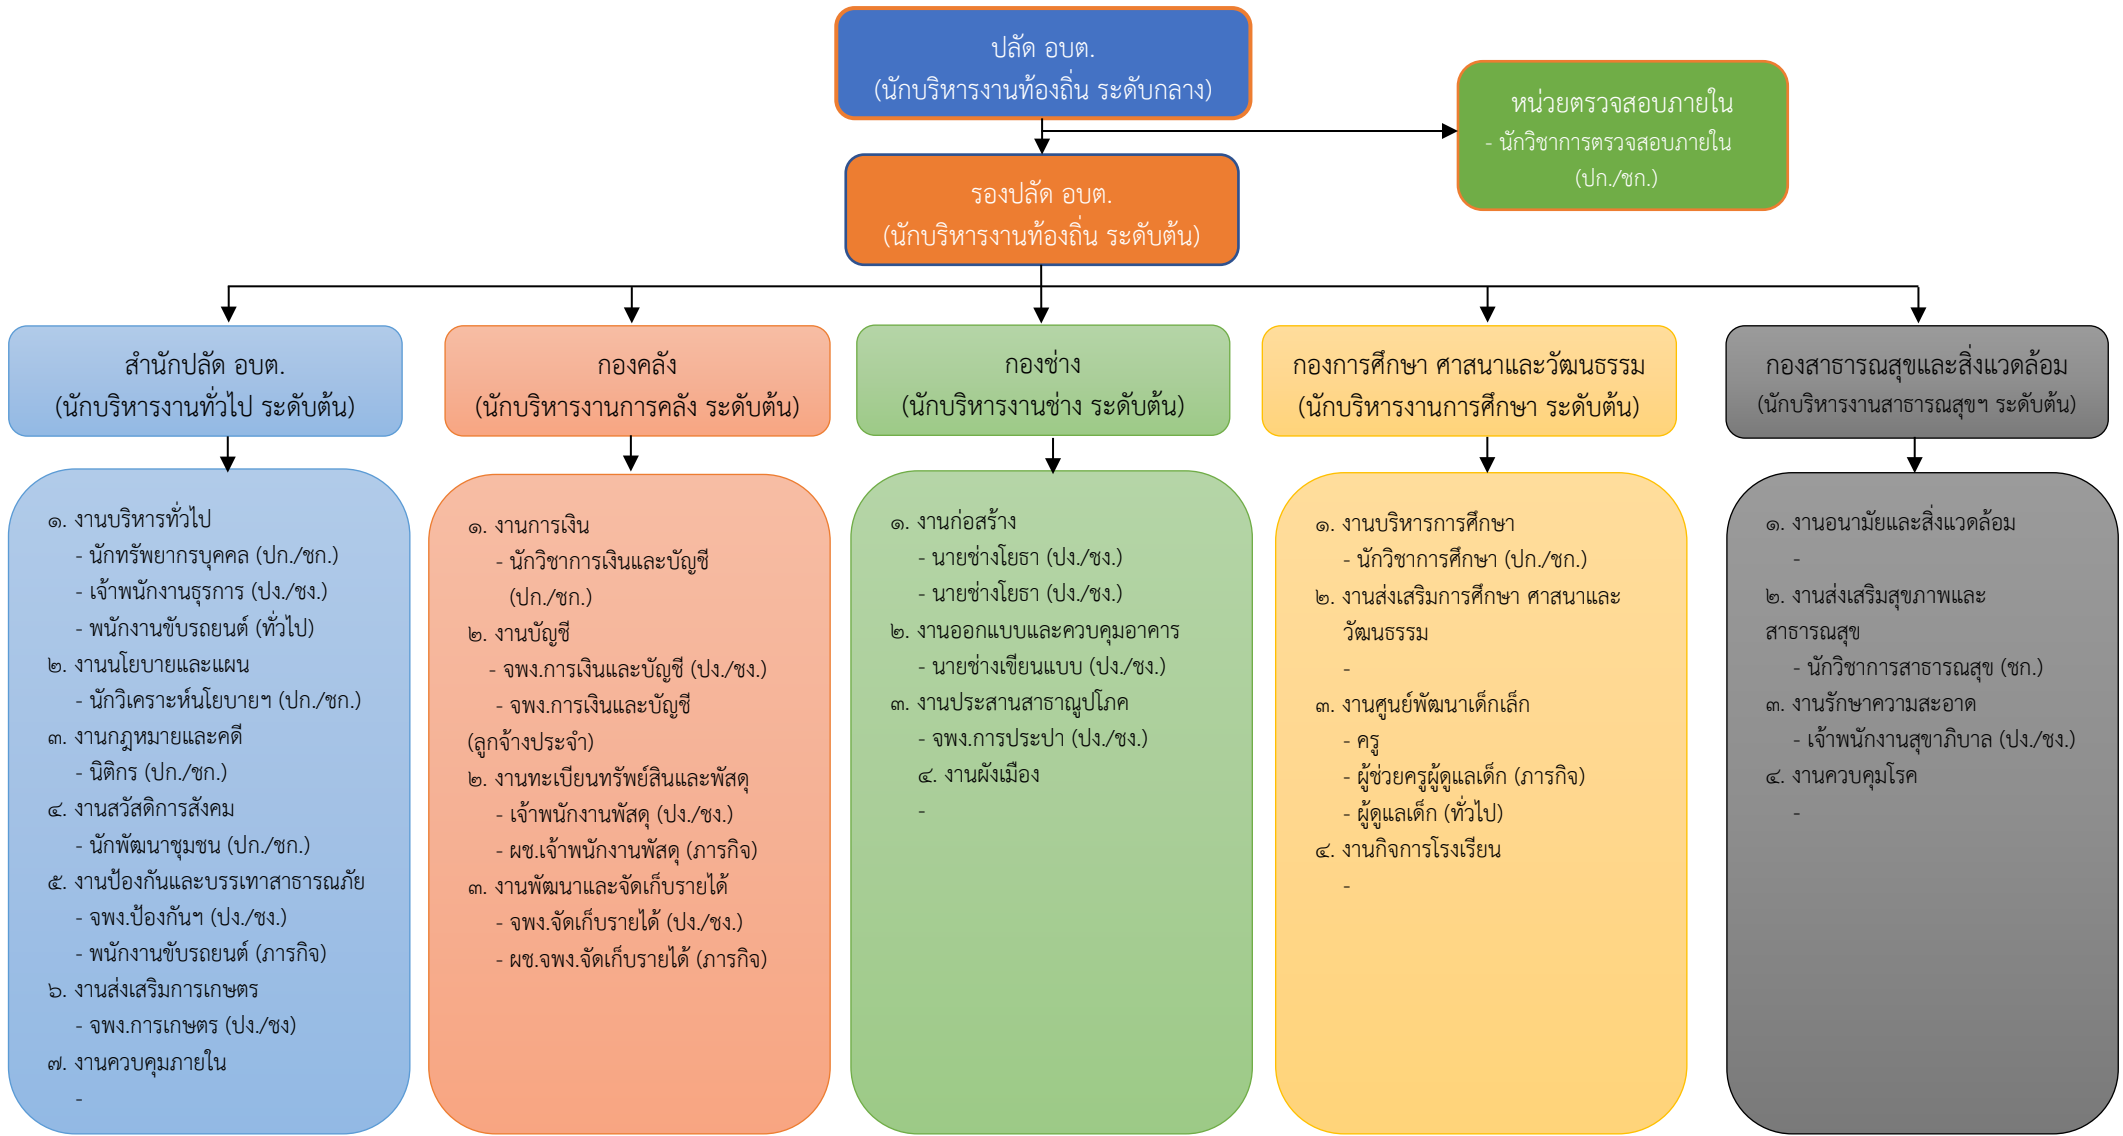 ปลัด อบต.
(นักบริหารงานท้องถิ่น ระดับกลาง)
หน่วยตรวจสอบภายใน
- นักวิชาการตรวจสอบภายใน
(ปก./ชก.)
รองปลัด อบต.
(นักบริหารงานท้องถิ่น ระดับต้น)
สำนักปลัด อบต.
(นักบริหารงานทั่วไป ระดับต้น)
กองคลัง
(นักบริหารงานการคลัง ระดับต้น)
กองช่าง
(นักบริหารงานช่าง ระดับต้น)
กองการศึกษา ศาสนาและวัฒนธรรม
(นักบริหารงานการศึกษา ระดับต้น)
กองสาธารณสุขและสิ่งแวดล้อม
(นักบริหารงานสาธารณสุขฯ ระดับต้น)
๑. งานบริหารทั่วไป
- นักทรัพยากรบุคคล (ปก./ชก.)
- เจ้าพนักงานธุรการ (ปง./ชง.)
- พนักงานขับรถยนต์ (ทั่วไป)
๒. งานนโยบายและแผน
- นักวิเคราะห์นโยบายฯ (ปก./ชก.)
๓. งานกฎหมายและคดี
- นิติกร (ปก./ชก.)
๔. งานสวัสดิการสังคม
- นักพัฒนาชุมชน (ปก./ชก.)
๕. งานป้องกันและบรรเทาสาธารณภัย
- จพง.ป้องกันฯ (ปง./ชง.)
- พนักงานขับรถยนต์ (ภารกิจ)
๖. งานส่งเสริมการเกษตร
- จพง.การเกษตร (ปง./ชง)
๗. งานควบคุมภายใน
-
๑. งานการเงิน
- นักวิชาการเงินและบัญชี
(ปก./ชก.)
๒. งานบัญชี
- จพง.การเงินและบัญชี (ปง./ชง.)
- จพง.การเงินและบัญชี
(ลูกจ้างประจำ)
๒. งานทะเบียนทรัพย์สินและพัสดุ
- เจ้าพนักงานพัสดุ (ปง./ชง.)
- ผช.เจ้าพนักงานพัสดุ (ภารกิจ)
๓. งานพัฒนาและจัดเก็บรายได้
- จพง.จัดเก็บรายได้ (ปง./ชง.)
- ผช.จพง.จัดเก็บรายได้ (ภารกิจ)
๑. งานก่อสร้าง
- นายช่างโยธา (ปง./ชง.)
- นายช่างโยธา (ปง./ชง.)
๒. งานออกแบบและควบคุมอาคาร
- นายช่างเขียนแบบ (ปง./ชง.)
๓. งานประสานสาธาณูปโภค
- จพง.การประปา (ปง./ชง.)
๔. งานผังเมือง
-
๑. งานบริหารการศึกษา
- นักวิชาการศึกษา (ปก./ชก.)
๒. งานส่งเสริมการศึกษา ศาสนาและ
วัฒนธรรม
-
๓. งานศูนย์พัฒนาเด็กเล็ก
- ครู
- ผู้ช่วยครูผู้ดูแลเด็ก (ภารกิจ)
- ผู้ดูแลเด็ก (ทั่วไป)
๔. งานกิจการโรงเรียน
-
๑. งานอนามัยและสิ่งแวดล้อม
-
๒. งานส่งเสริมสุขภาพและ
สาธารณสุข
- นักวิชาการสาธารณสุข (ชก.)
๓. งานรักษาความสะอาด
- เจ้าพนักงานสุขาภิบาล (ปง./ชง.)
๔. งานควบคุมโรค
-